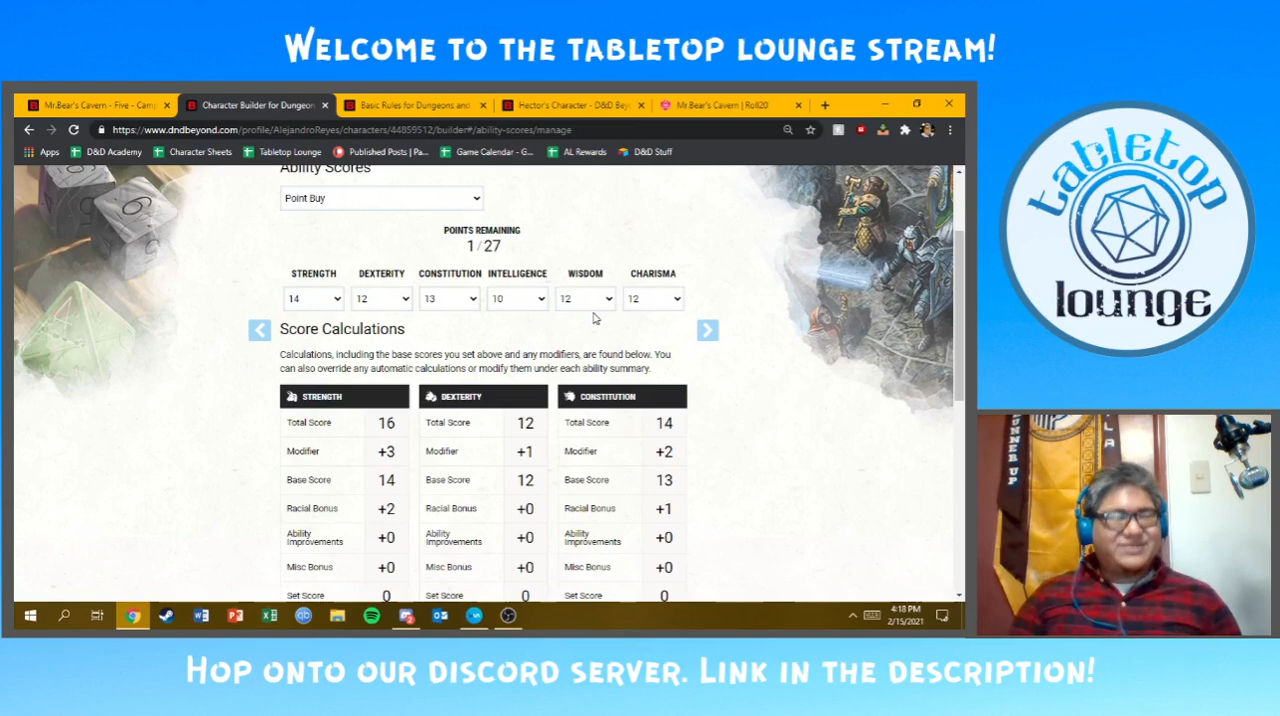 WELCOME TO THE TABLETOP LOUNGE STREAM!
Mr.Bear's Cavern - Five - Camp
Character Builder for Dungeon
Basic Rules for Dungeons and
Hector's Character - D&D Bey
Mr.Bear's Cavern | Roll20
https://www.dndbeyond.com/profile/AlejandroReyes/characters/44859512/builder#/ability-scores/manage
Apps D&D Academy Character Sheets Tabletop Lounge Published Posts | Pa... Game Calendar - G... AL Rewards D&D Stuff
Ability Scores
Point Buy
POINTS REMAINING
1 / 27
STRENGTH DEXTERITY CONSTITUTION INTELLIGENCE WISDOM CHARISMA
14 12 13 10 12 12
Score Calculations
Calculations, including the base scores you set above and any modifiers, are found below. You
can also override any automatic calculations or modify them under each ability summary.
STRENGTH DEXTERITY CONSTITUTION
Total Score 16 Total Score 12 Total Score 14
Modifier +3 Modifier +1 Modifier +2
Base Score 14 Base Score 12 Base Score 13
Racial Bonus +2 Racial Bonus +0 Racial Bonus +1
Ability Improvements +0 Ability Improvements +0 Ability Improvements +0
Misc Bonus +0 Misc Bonus +0 Misc Bonus +0
Set Score 0 Set Score 0 Set Score 0
4:18 PM
2/15/2021
tabletop
lounge
UNNER UP
LA
HOP ONTO OUR DISCORD SERVER. LINK IN THE DESCRIPTION!